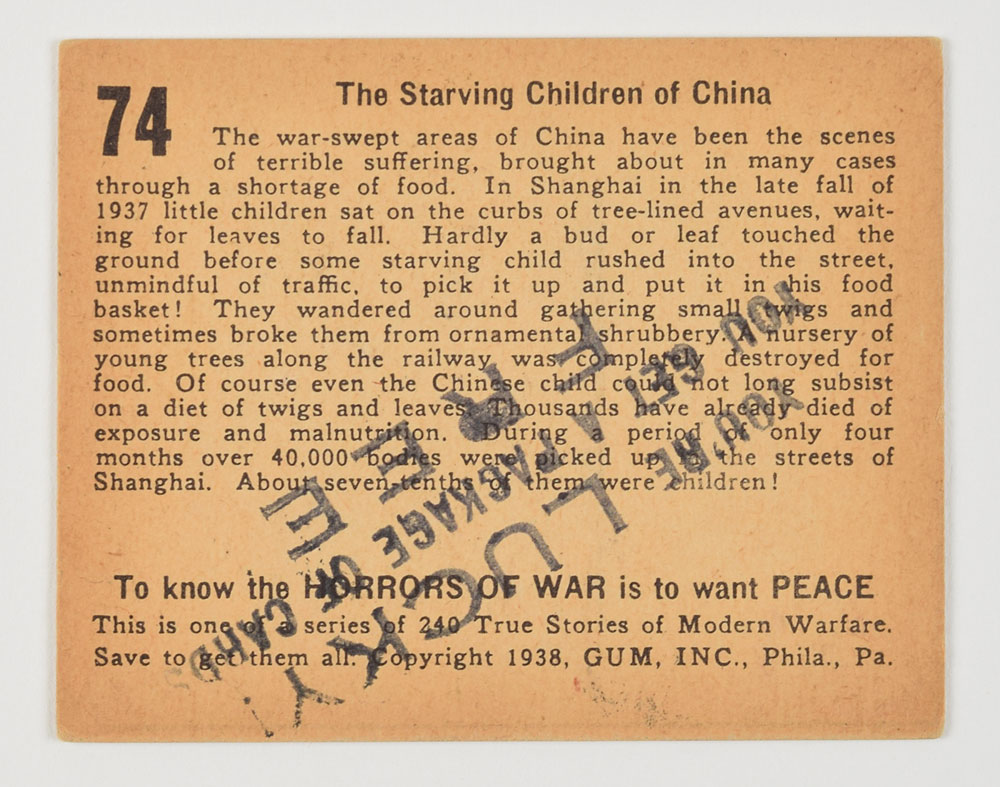 74
The Starving Children of China
The war-swept areas of China have been the scenes
of terrible suffering, brought about in many cases
through a shortage of food. In Shanghai in the late fall of
1937 little children sat on the curbs of tree-lined avenues, wait-
ing for leaves to fall. Hardly a bud or leaf touched the
ground before some starving child rushed into the street,
unmindful of traffic, to pick it up and put it in his food
basket! They wandered around gathering small twigs and
sometimes broke them from ornamental shrubbery. A nursery of
young trees along the railway was completely destroyed for
food. Of course even the Chinese child could not long subsist
on a diet of twigs and leaves. Thousands have already died of
exposure and malnutrition. During a period of only four
months over 40,000 bodies were picked up in the streets of
Shanghai. About seven-tenths of them were children!
To know the HORRORS OF WAR is to want PEACE
This is one of a series of 240 True Stories of Modern Warfare.
Save to get them all. Copyright 1938, GUM, INC., Phila., Pa.
YOU'RE
LUCKY!
YOU GET A PACKAGE OF CARDS
FREE